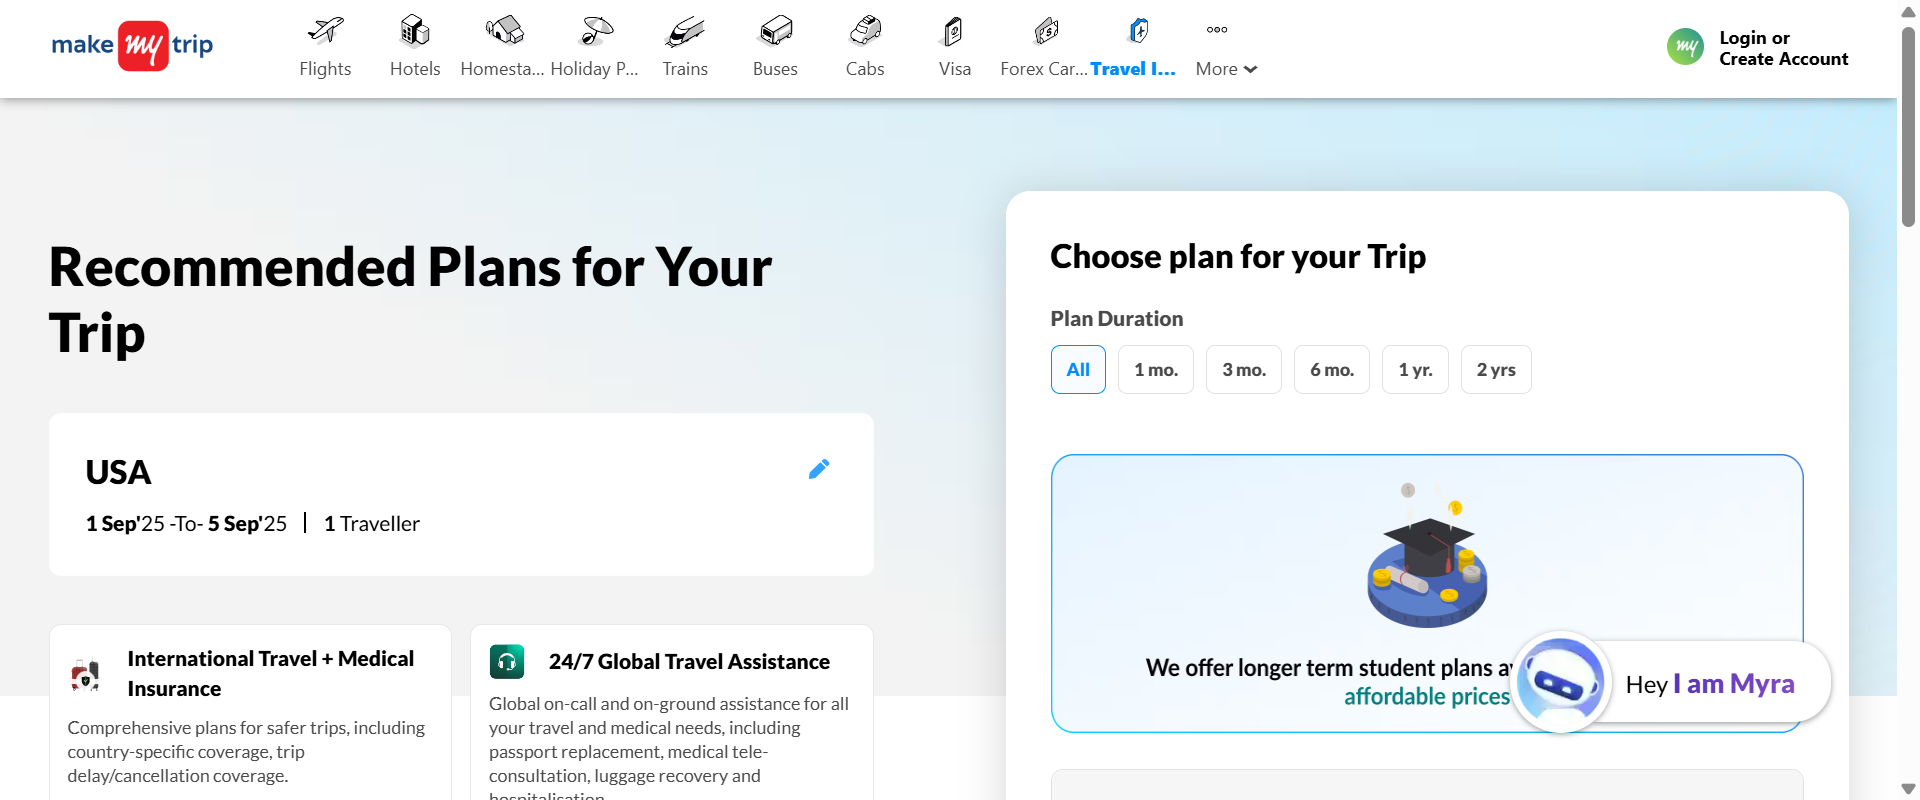 make my trip
Flights
Hotels
Homesta...
Holiday P...
Trains
Buses
Cabs
Visa
Forex Car...
Travel I...
More
my
Login or
Create Account
Recommended Plans for Your
Trip
USA
1 Sep'25 -To- 5 Sep'25 | 1 Traveller
International Travel + Medical
Insurance
Comprehensive plans for safer trips, including
country-specific coverage, trip
delay/cancellation coverage.
24/7 Global Travel Assistance
Global on-call and on-ground assistance for all
your travel and medical needs, including
passport replacement, medical tele-
consultation, luggage recovery and
hospitalisation
Choose plan for your Trip
Plan Duration
All
1 mo.
3 mo.
6 mo.
1 yr.
2 yrs
We offer longer term student plans
affordable prices
Hey I am Myra